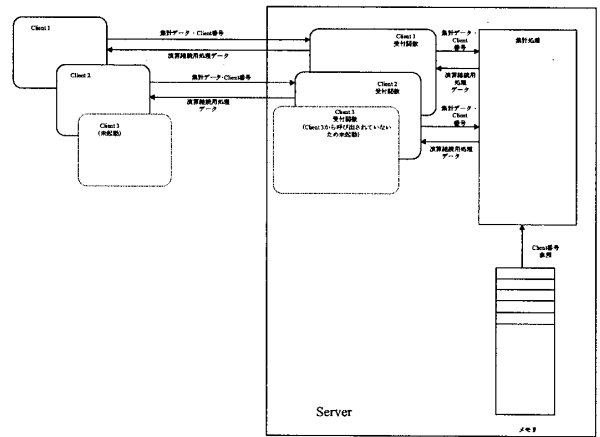 Client 1
集計データ・Client番号
演算継続用処理データ
Client 2
集計データ・Client番号
演算継続用処理
データ
Client 3
(未起動)
Client 1
受付関数
集計データ・
Client
番号
演算継続用
処理
データ
Client 2
受付関数
集計データ・
Client
番号
演算継続用処理
データ
Client 3
受付関数
(Client 3から呼び出されていない
ため未起動)
集計処理
Client番号
参照
Server
メモリ